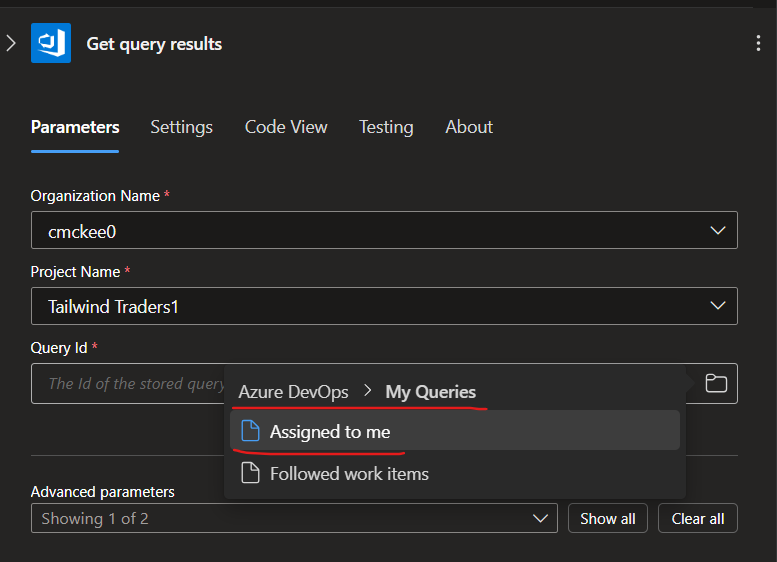 Get query results
Parameters Settings Code View Testing About
Organization Name *
cmckee0
Project Name *
Tailwind Traders1
Query Id *
The Id of the stored query
Azure DevOps > My Queries
Assigned to me
Followed work items
Advanced parameters
Showing 1 of 2 Show all Clear all